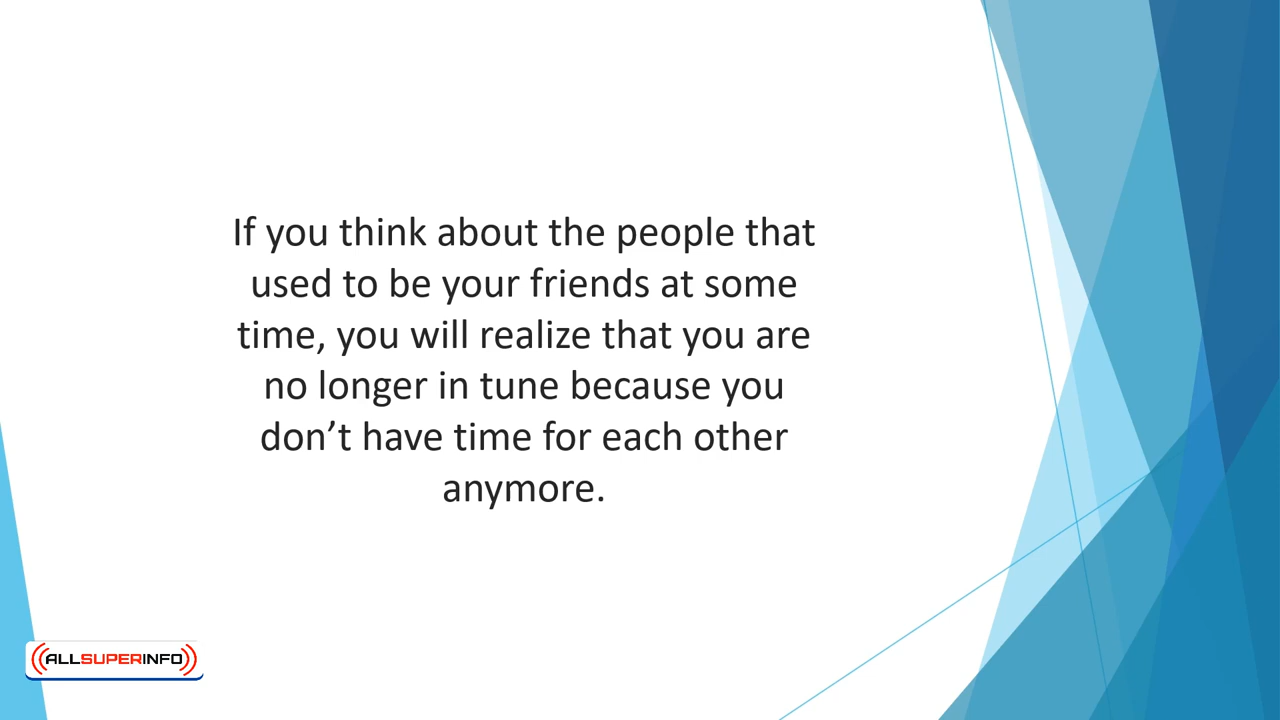 If you think about the people that
used to be your friends at some
time, you will realize that you are
no longer in tune because you
don’t have time for each other
anymore.
ALLSUPERINFO